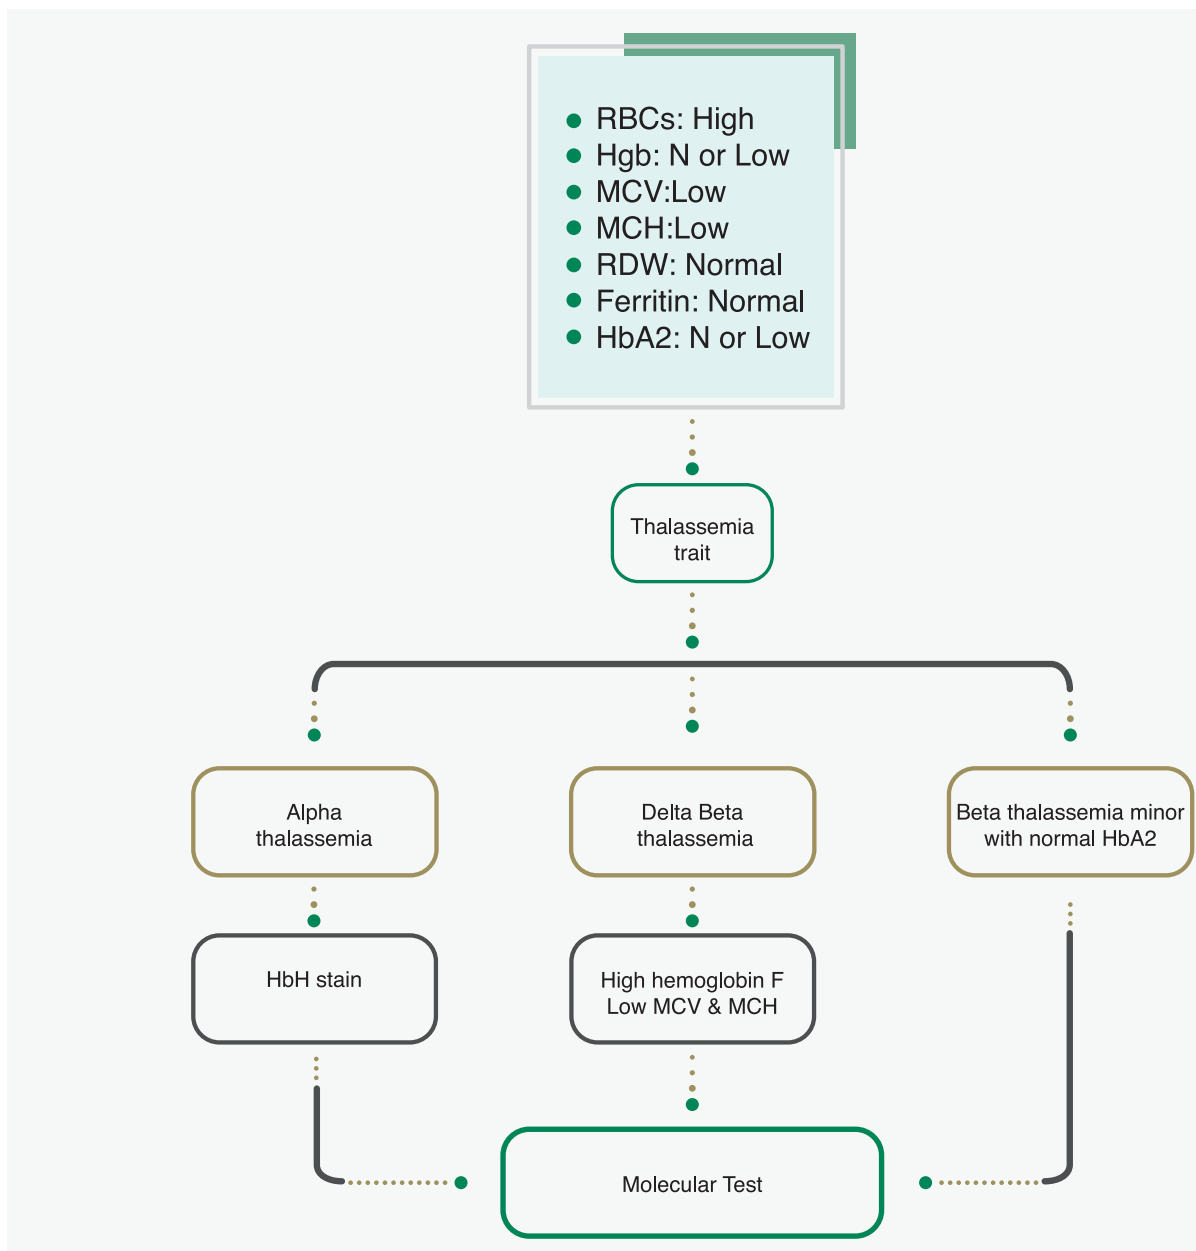 RBCs: High
Hgb: N or Low
MCV:Low
MCH:Low
RDW: Normal
Ferritin: Normal
HbA2: N or Low
Thalassemia
trait
Alpha
thalassemia
Delta Beta
thalassemia
Beta thalassemia minor
with normal HbA2
HbH stain
High hemoglobin F
Low MCV & MCH
Molecular Test